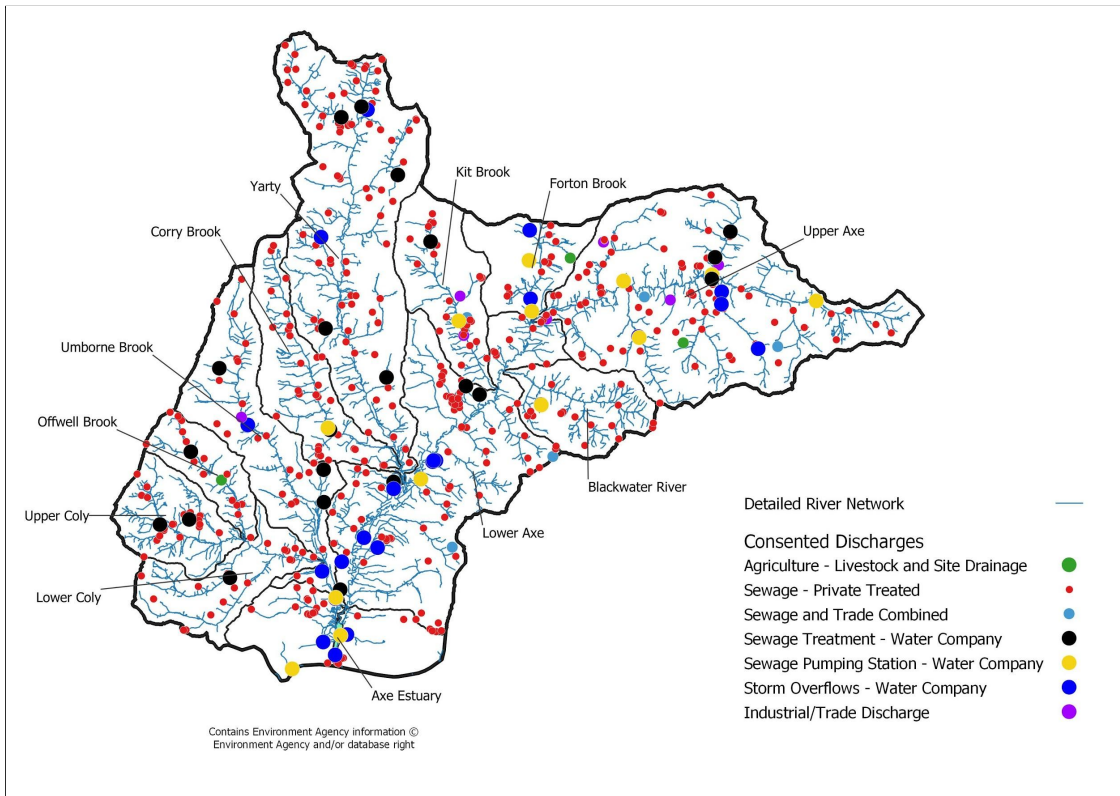 Kit Brook
Yarty
Forton Brook
Corry Brook
Upper Axe
Umborne Brook
Offwell Brook
Blackwater River
Upper Coly
Lower Axe
Lower Coly
Axe Estuary
Detailed River Network
Consented Discharges
Agriculture - Livestock and Site Drainage
Sewage - Private Treated
Sewage and Trade Combined
Sewage Treatment - Water Company
Sewage Pumping Station - Water Company
Storm Overflows - Water Company
Industrial/Trade Discharge
Contains Environment Agency information ©
Environment Agency and/or database right